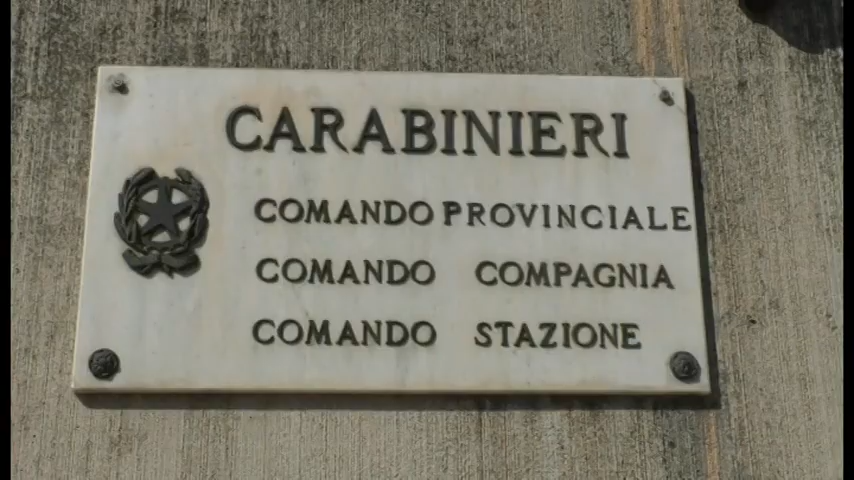 CARABINIERI
COMANDO PROVINCIALE
COMANDO COMPAGNIA
COMANDO STAZIONE